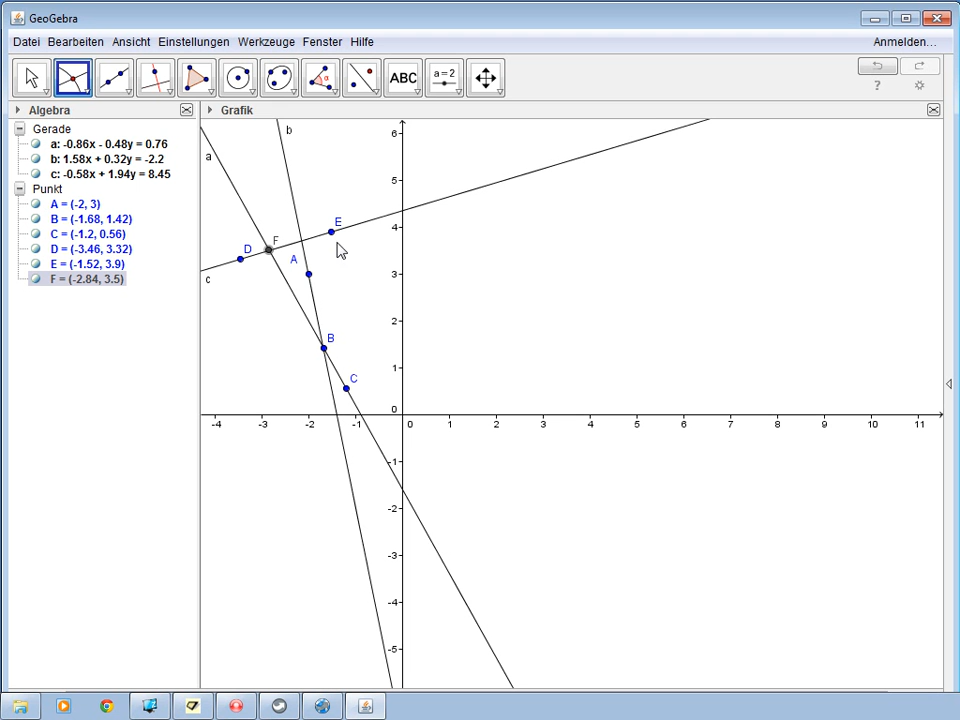 GeoGebra
Datei Bearbeiten Ansicht Einstellungen Werkzeuge Fenster Hilfe Anmelden...
ABC a = 2
α
?
Algebra Grafik
Gerade
a: -0.86x - 0.48y = 0.76
b: 1.58x + 0.32y = -2.2
c: -0.58x + 1.94y = 8.45
Punkt
A = (-2, 3)
B = (-1.68, 1.42)
C = (-1.2, 0.56)
D = (-3.46, 3.32)
E = (-1.52, 3.9)
F = (-2.84, 3.5)
b
6
a
5
E
4
F
D
A
c
3
2
B
1
C
0
-4 -3 -2 -1 0 1 2 3 4 5 6 7 8 9 10 11
-1
-2
-3
-4
-5